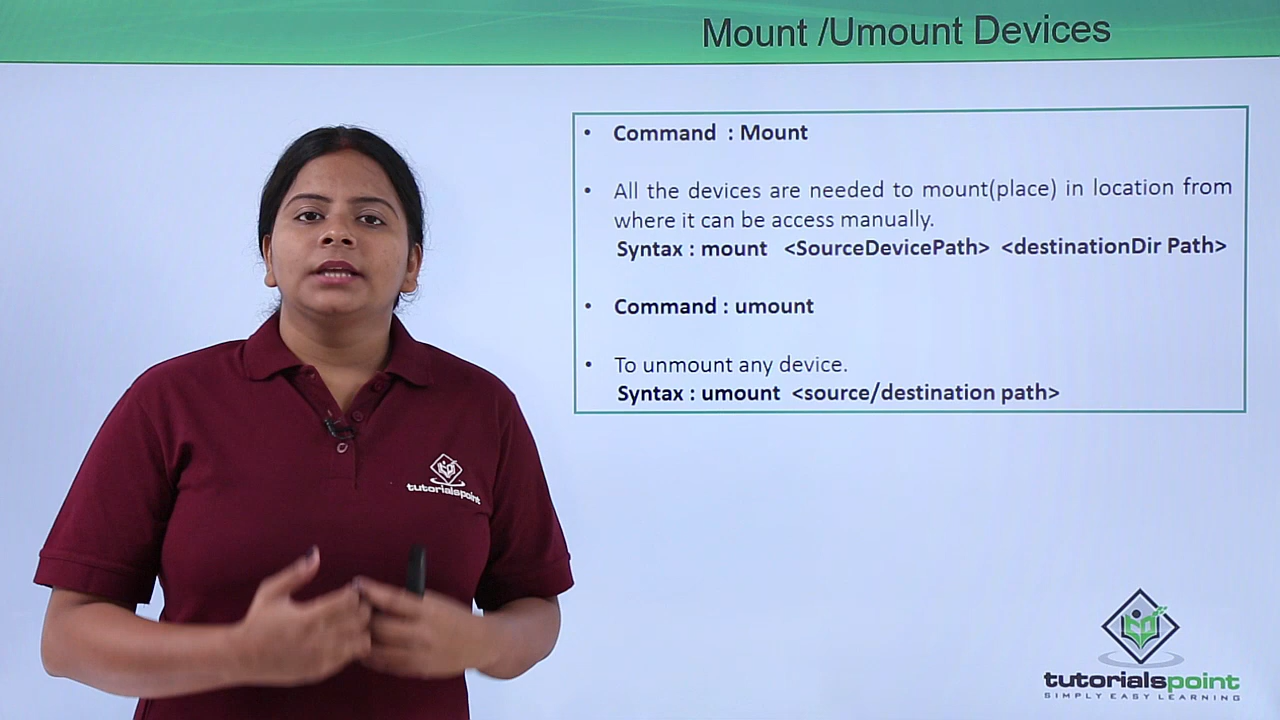 Mount /Umount Devices
• Command : Mount
• All the devices are needed to mount(place) in location from
where it can be access manually.
Syntax : mount <SourceDevicePath> <destinationDir Path>
• Command : umount
• To unmount any device.
Syntax : umount <source/destination path>
tutorialspoint
tutorialspoint
SIMPLY EASY LEARNING